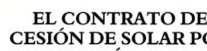 EL CONTRATO DE
CESIÓN DE SOLAR